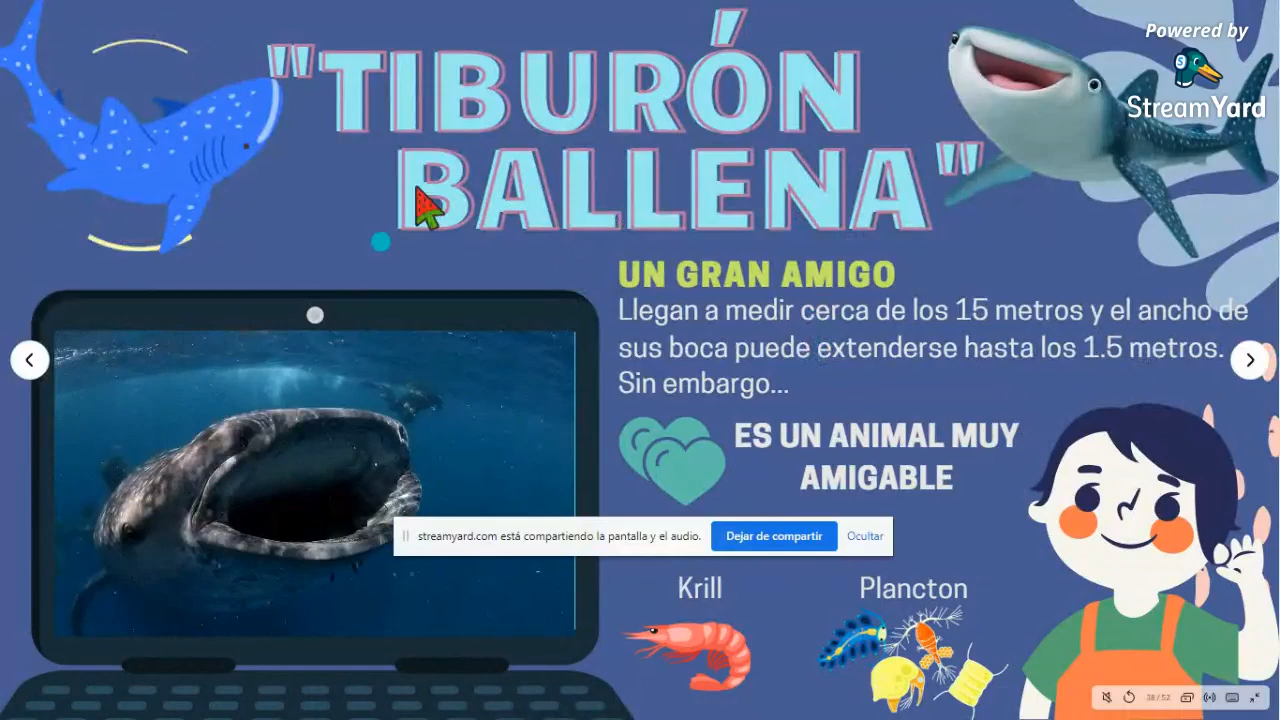 Powered by
StreamYard
"TIBURÓN
BALLENA"
UN GRAN AMIGO
Llegan a medir cerca de los 15 metros y el ancho de
sus boca puede extenderse hasta los 1.5 metros.
Sin embargo...
ES UN ANIMAL MUY
AMIGABLE
streamyard.com está compartiendo la pantalla y el audio.
Dejar de compartir
Ocultar
Krill
Plancton
38 / 52